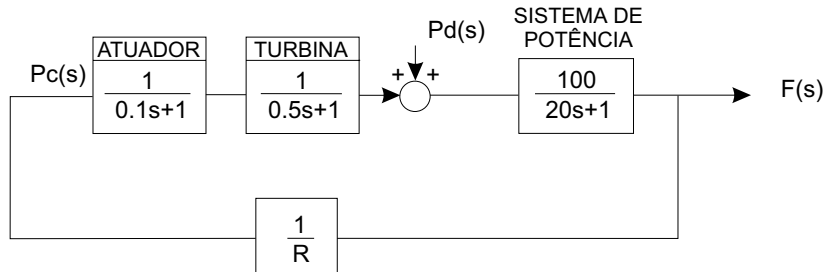 SISTEMA DE
POTÊNCIA
Pd(s)
ATUADOR
TURBINA
Pc(s)
1
0.1s+1
1
0.5s+1
+ +
100
20s+1
F(s)
1
R